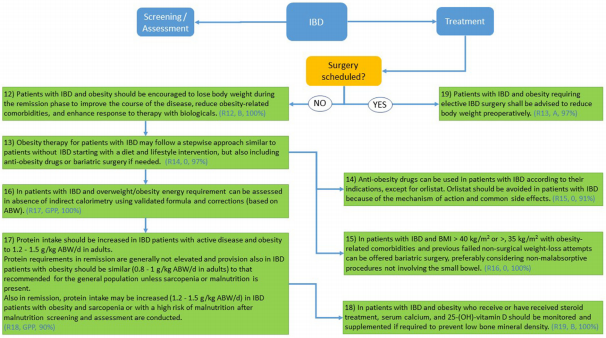 Screening /
Assessment
IBD
Treatment
Surgery
scheduled?
NO
YES
12) Patients with IBD and obesity should be encouraged to lose body weight during
the remission phase to improve the course of the disease, reduce obesity-related
comorbidities, and enhance response to therapy with biologicals. (R12, B, 100%)
19) Patients with IBD and obesity requiring
elective IBD surgery shall be advised to reduce
body weight preoperatively. (R13, A, 97%)
13) Obesity therapy for patients with IBD may follow a stepwise approach similar to
patients without IBD starting with a diet and lifestyle intervention, but also including
anti-obesity drugs or bariatric surgery if needed. (R14, 0, 97%)
14) Anti-obesity drugs can be used in patients with IBD according to their
indications, except for orlistat. Orlistat should be avoided in patients with IBD
because of the mechanism of action and common side effects. (R15, 0, 91%)
16) In patients with IBD and overweight/obesity energy requirement can be assessed
in absence of indirect calorimetry using validated formula and corrections (based on
ABW). (R17, GPP, 100%)
15) In patients with IBD and BMI > 40 kg/m² or >, 35 kg/m² with obesity-
related comorbidities and previous failed non-surgical weight-loss attempts
can be offered bariatric surgery, preferably considering non-malabsorptive
procedures not involving the small bowel. (R16, 0, 100%)
17) Protein intake should be increased in IBD patients with active disease and obesity
to 1.2 - 1.5 g/kg ABW/d in adults.
Protein requirements in remission are generally not elevated and provision also in IBD
patients with obesity should be similar (0.8 - 1 g/kg ABW/d in adults) to that
recommended for the general population unless sarcopenia or malnutrition is
present.
Also in remission, protein intake may be increased (1.2 - 1.5 g/kg ABW/d) in IBD
patients with obesity and sarcopenia or with a high risk of malnutrition after
malnutrition screening and assessment are conducted.
(R18, GPP, 90%)
18) In patients with IBD and obesity who receive or have received steroid
treatment, serum calcium, and 25-(OH)-vitamin D should be monitored and
supplemented if required to prevent low bone mineral density. (R19, B, 100%)